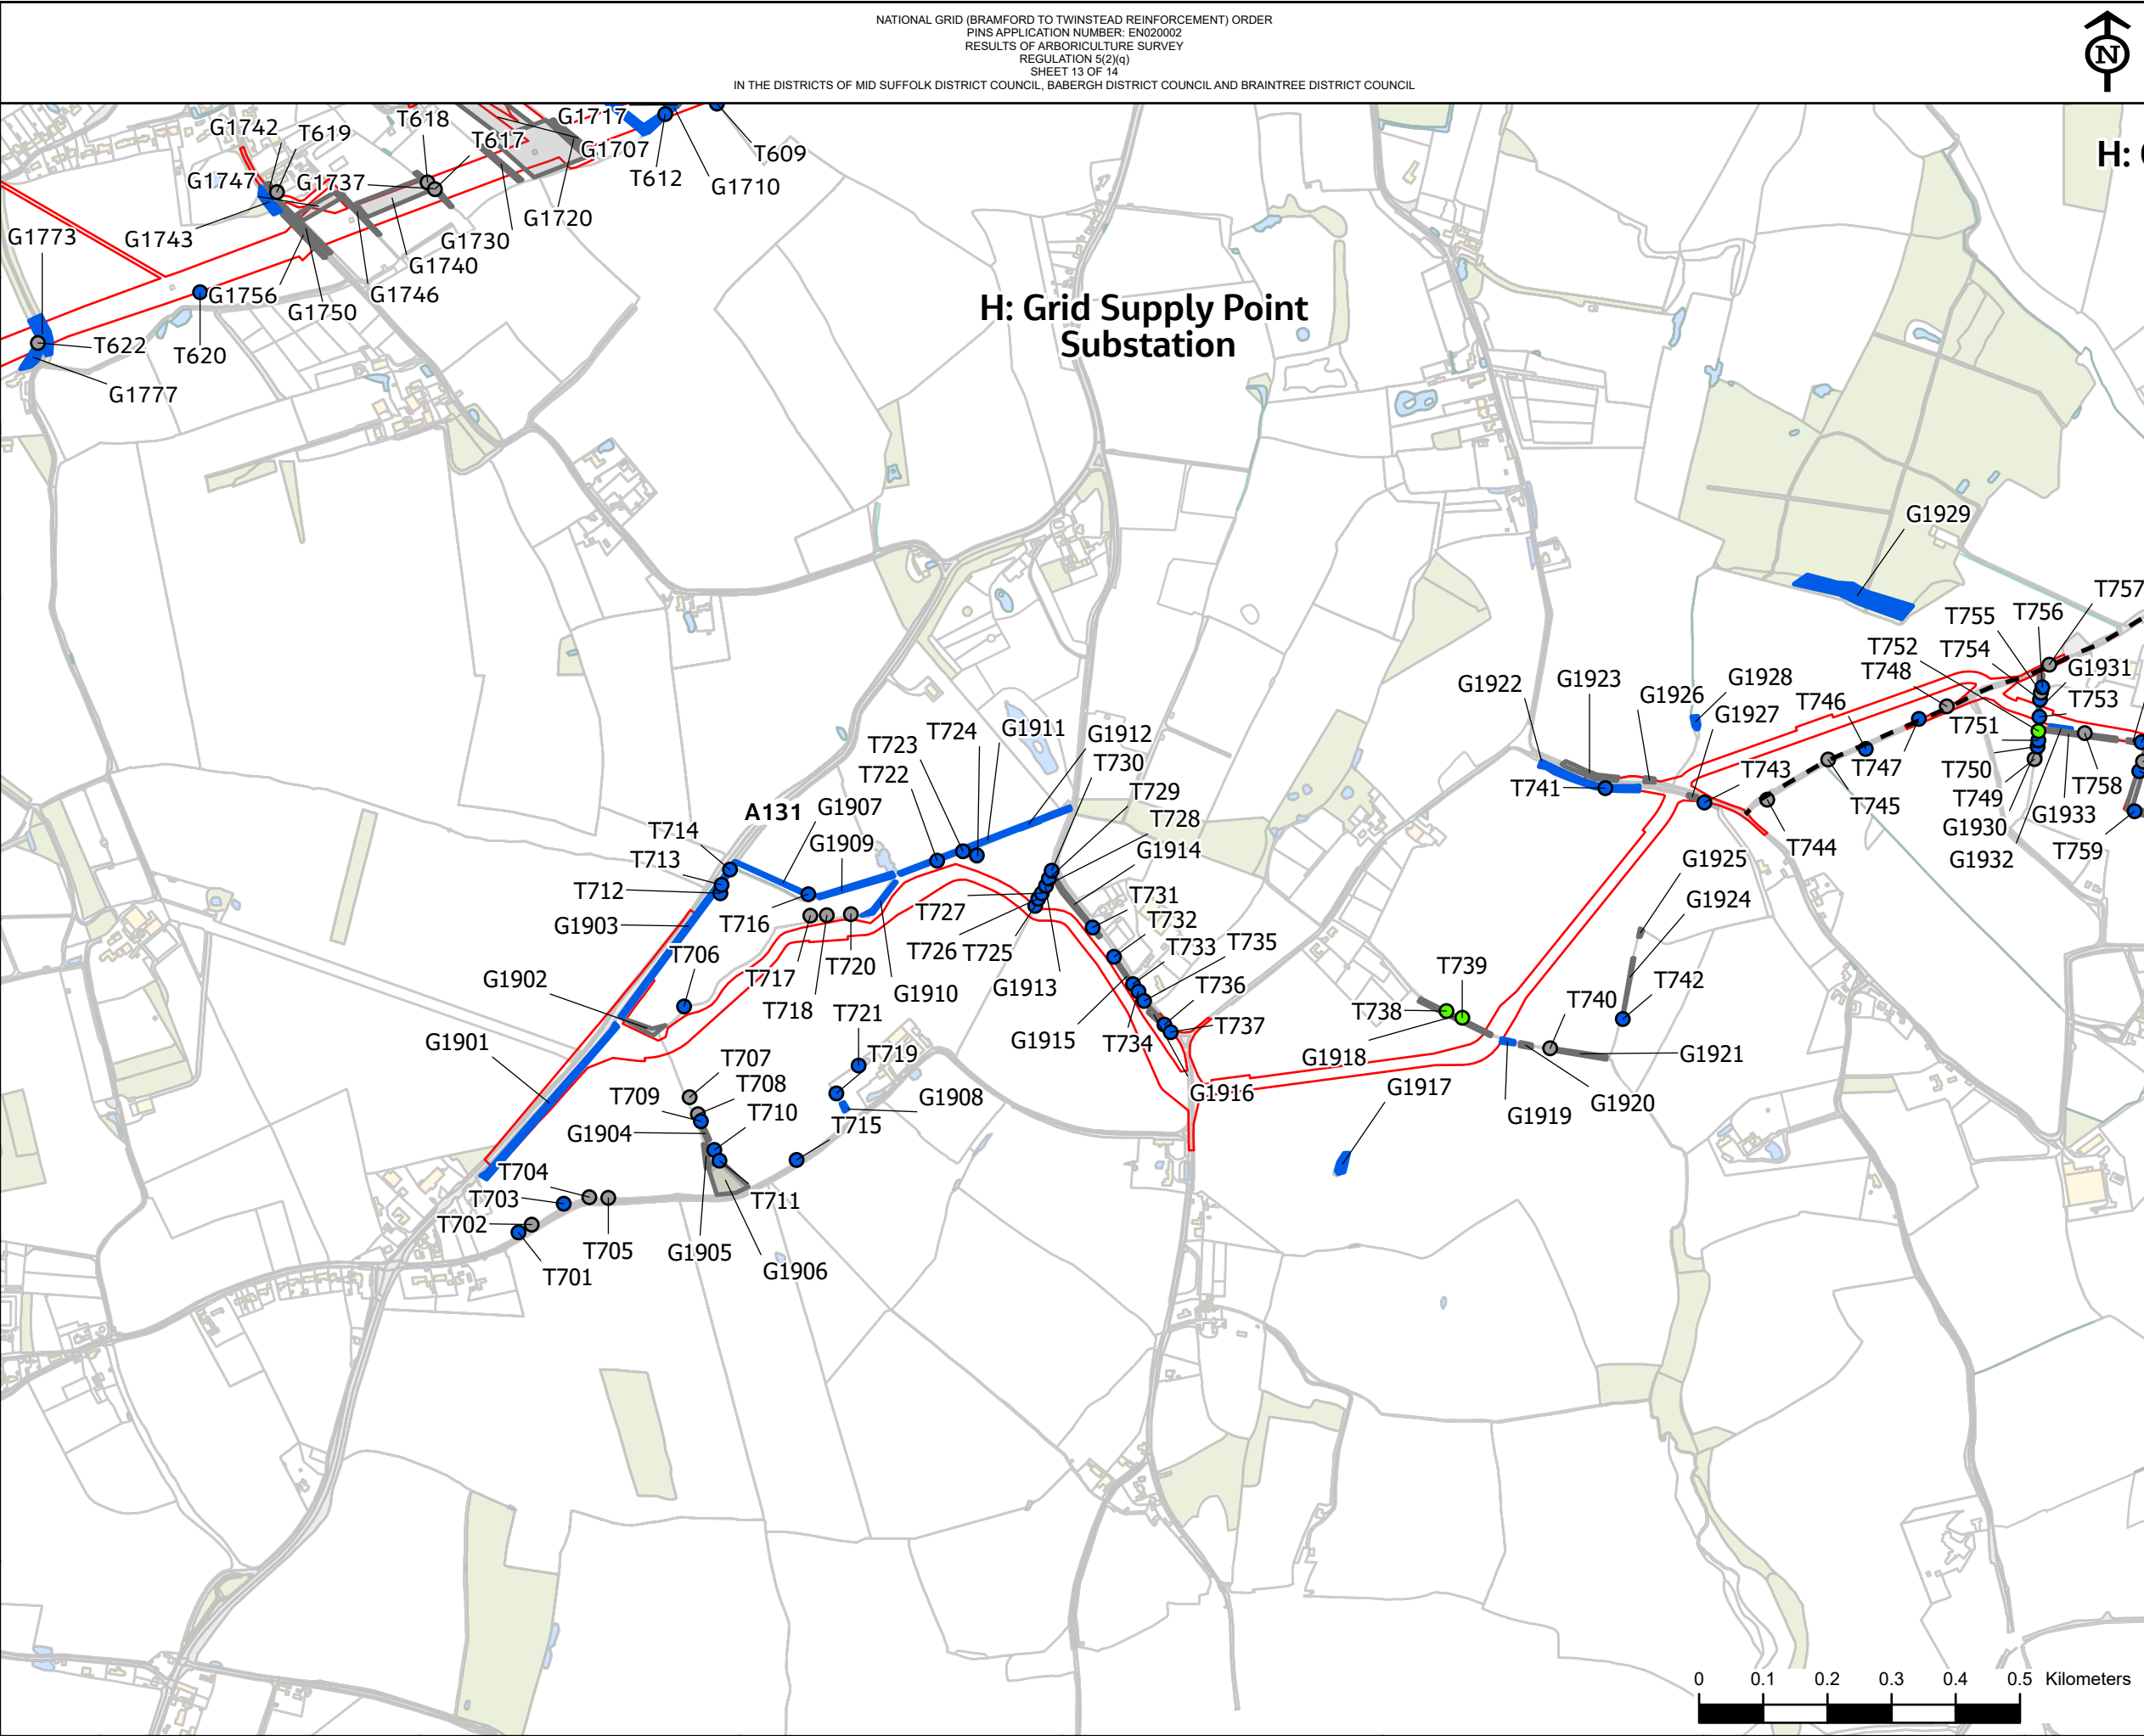 NATIONAL GRID (BRAMFORD TO TWINSTEAD REINFORCEMENT) ORDER
PINS APPLICATION NUMBER: EN020002
RESULTS OF ARBORICULTURE SURVEY
REGULATION 5(2)(q)
SHEET 13 OF 14
IN THE DISTRICTS OF MID SUFFOLK DISTRICT COUNCIL, BABERGH DISTRICT COUNCIL AND BRAINTREE DISTRICT COUNCIL
N
G1742
T619
T618
T617
G1717
G1707
T612
G1710
T609
H: G
G1747
G1737
G1720
G1743
G1730
G1740
G1773
G1756
G1746
G1750
T622
T620
G1777
H: Grid Supply Point
Substation
G1929
T757
T755
T756
T752
T754
T748
G1931
T753
G1922
G1923
G1926
G1928
G1927
T746
T751
T741
T743
T747
T750
T758
T745
T749
G1933
G1930
T744
G1932
T759
G1925
G1924
T742
T740
T739
T738
G1918
G1921
G1920
G1919
G1917
T723
T724
G1911
G1912
T722
T730
T729
T728
G1914
A131
G1907
T714
G1909
T713
T712
T716
G1903
T706
T727
T731
T732
T733
T735
T726
T725
T717
T720
G1902
T718
G1910
G1913
T736
T721
T737
G1901
G1915
T734
T719
T707
T708
T709
T710
G1908
G1916
G1904
T715
T704
T703
T711
T702
T705
G1905
G1906
T701
0 0.1 0.2 0.3 0.4 0.5 Kilometers